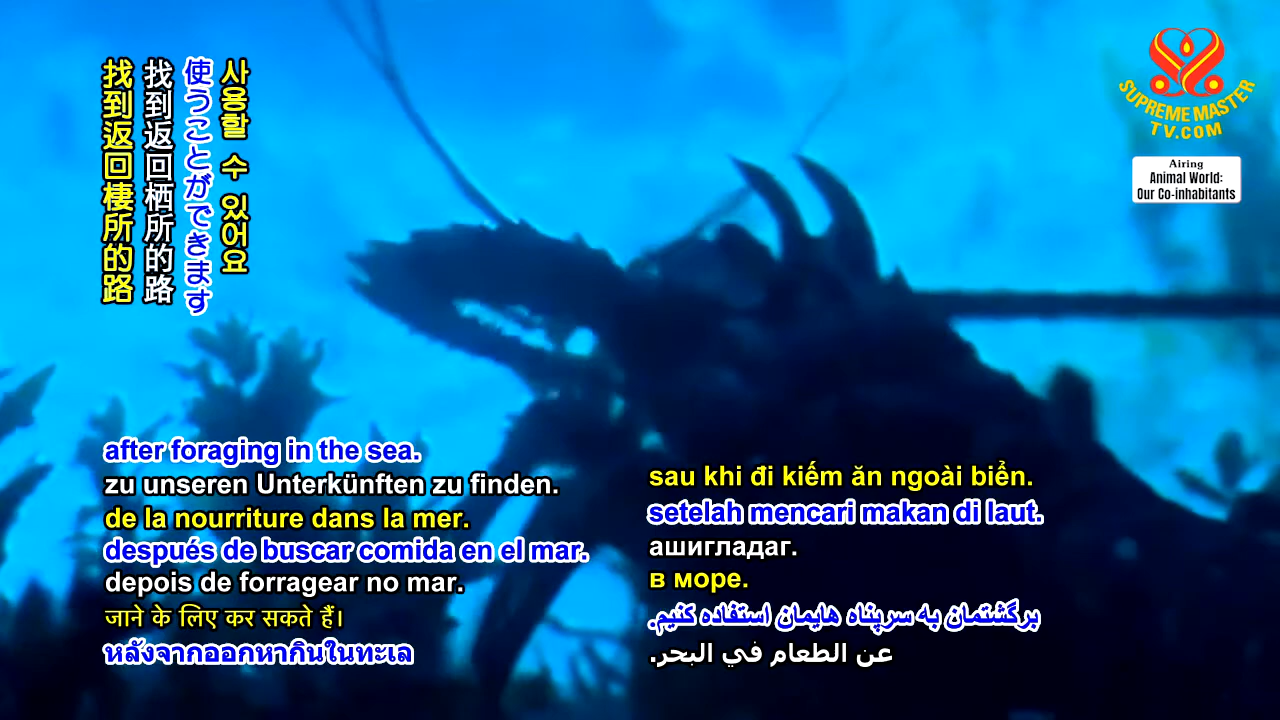 找到返回棲所的路
找到返回栖所的路
使うことができます
사용할 수 있어요
SUPREME MASTER
TV.COM
Airing
Animal World:
Our Co-inhabitants
after foraging in the sea.
zu unseren Unterkünften zu finden.
de la nourriture dans la mer.
después de buscar comida en el mar.
depois de forragear no mar.
जाने के लिए कर सकते हैं।
หลังจากออกหากินในทะเล
sau khi đi kiếm ăn ngoài biển.
setelah mencari makan di laut.
ашигладаг.
в море.
برگشتمان به سرپناه هایمان استفاده کنیم.
عن الطعام في البحر.